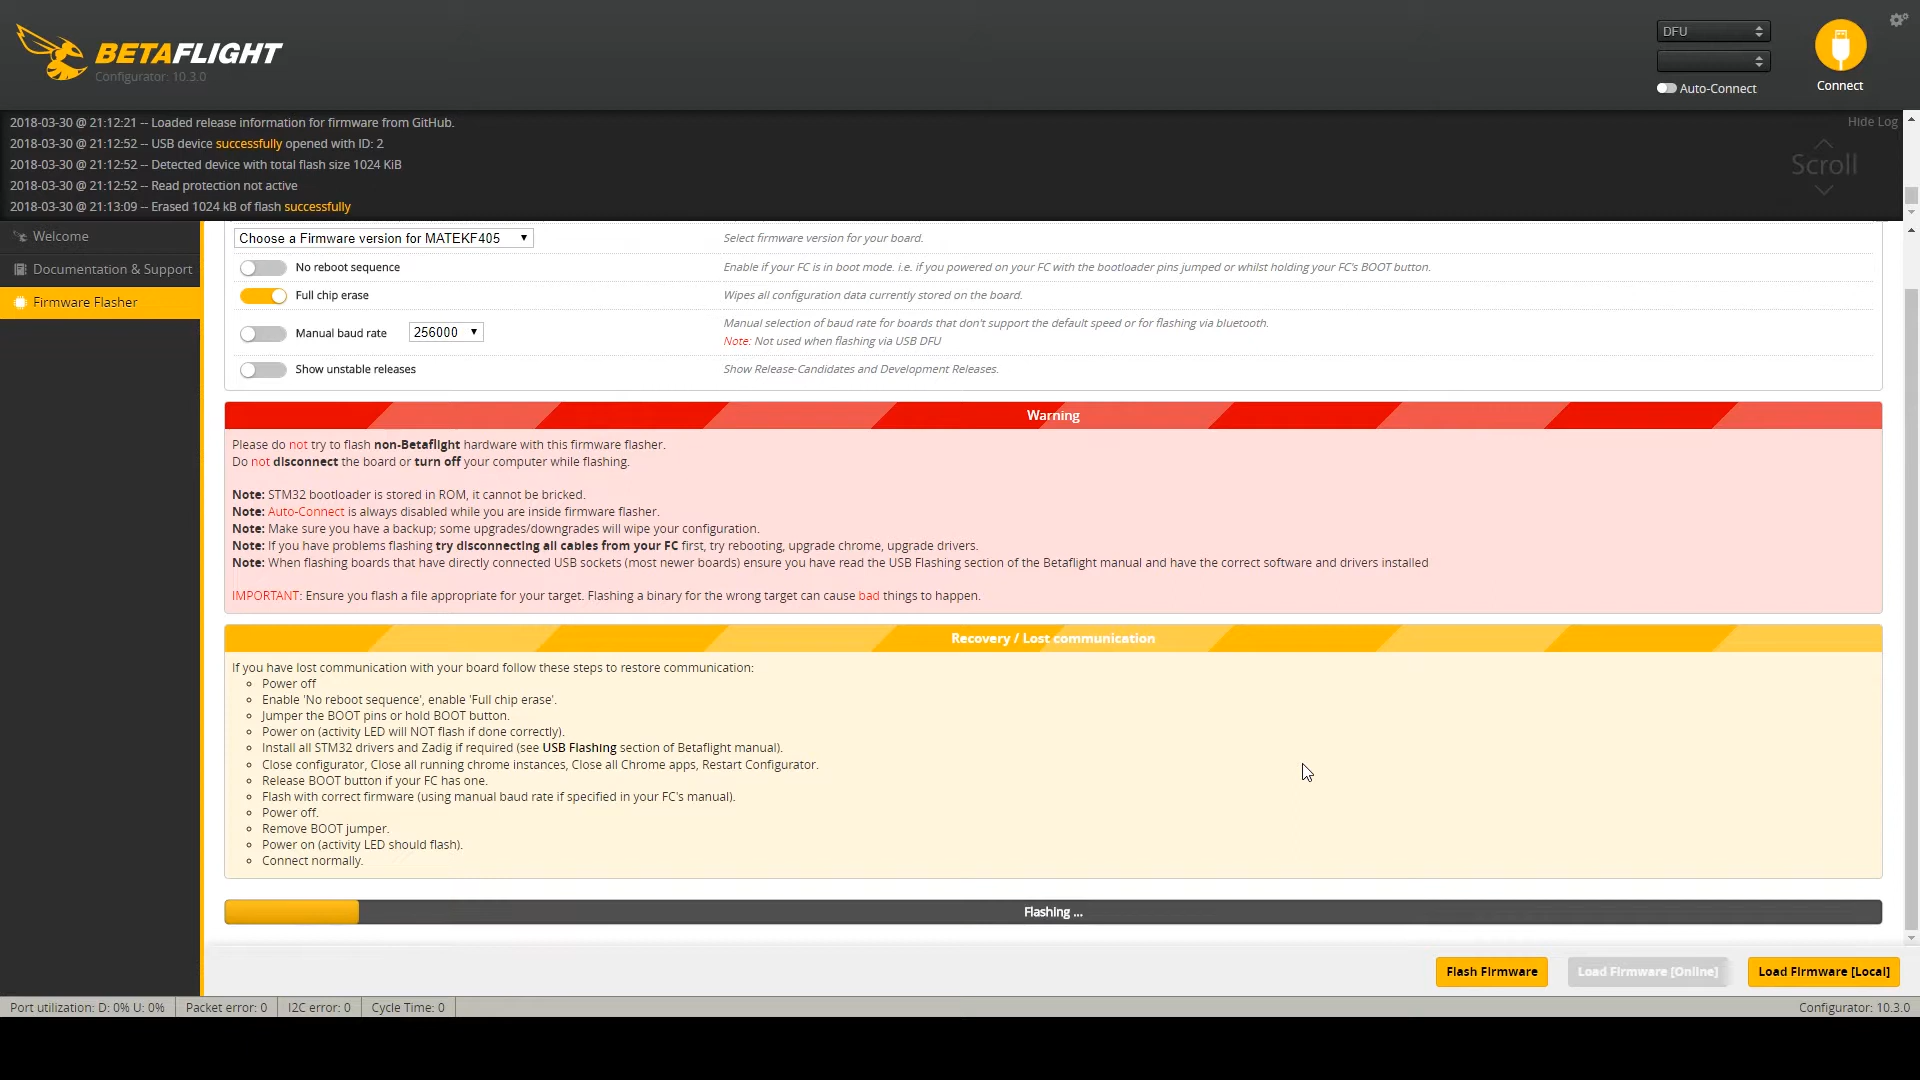 BETAFLIGHT
Configurator: 10.3.0
DFU
Auto-Connect
Connect
2018-03-30 @ 21:12:21 -- Loaded release information for firmware from GitHub.
2018-03-30 @ 21:12:52 -- USB device successfully opened with ID: 2
2018-03-30 @ 21:12:52 -- Detected device with total flash size 1024 KiB
2018-03-30 @ 21:12:52 -- Read protection not active
2018-03-30 @ 21:13:09 -- Erased 1024 kB of flash successfully
Hide Log
Scroll
Welcome
Documentation & Support
Firmware Flasher
Choose a Firmware version for MATEKF405
Select firmware version for your board.
No reboot sequence
Enable if your FC is in boot mode. i.e. if you powered on your FC with the bootloader pins jumped or whilst holding your FC's BOOT button.
Full chip erase
Wipes all configuration data currently stored on the board.
Manual baud rate
256000
Manual selection of baud rate for boards that don't support the default speed or for flashing via bluetooth.
Note: Not used when flashing via USB DFU
Show unstable releases
Show Release-Candidates and Development Releases.
Warning
Please do not try to flash non-Betaflight hardware with this firmware flasher.
Do not disconnect the board or turn off your computer while flashing.
Note: STM32 bootloader is stored in ROM, it cannot be bricked.
Note: Auto-Connect is always disabled while you are inside firmware flasher.
Note: Make sure you have a backup; some upgrades/downgrades will wipe your configuration.
Note: If you have problems flashing try disconnecting all cables from your FC first, try rebooting, upgrade chrome, upgrade drivers.
Note: When flashing boards that have directly connected USB sockets (most newer boards) ensure you have read the USB Flashing section of the Betaflight manual and have the correct software and drivers installed
IMPORTANT: Ensure you flash a file appropriate for your target. Flashing a binary for the wrong target can cause bad things to happen.
Recovery / Lost communication
If you have lost communication with your board follow these steps to restore communication:
Power off
Enable 'No reboot sequence', enable 'Full chip erase'.
Jumper the BOOT pins or hold BOOT button.
Power on (activity LED will NOT flash if done correctly).
Install all STM32 drivers and Zadig if required (see USB Flashing section of Betaflight manual).
Close configurator, Close all running chrome instances, Close all Chrome apps, Restart Configurator.
Release BOOT button if your FC has one.
Flash with correct firmware (using manual baud rate if specified in your FC's manual).
Power off.
Remove BOOT jumper.
Power on (activity LED should flash).
Connect normally.
Flashing ...
Flash Firmware
Load Firmware [Online]
Load Firmware [Local]
Port utilization: D: 0% U: 0%
Packet error: 0
I2C error: 0
Cycle Time: 0
Configurator: 10.3.0